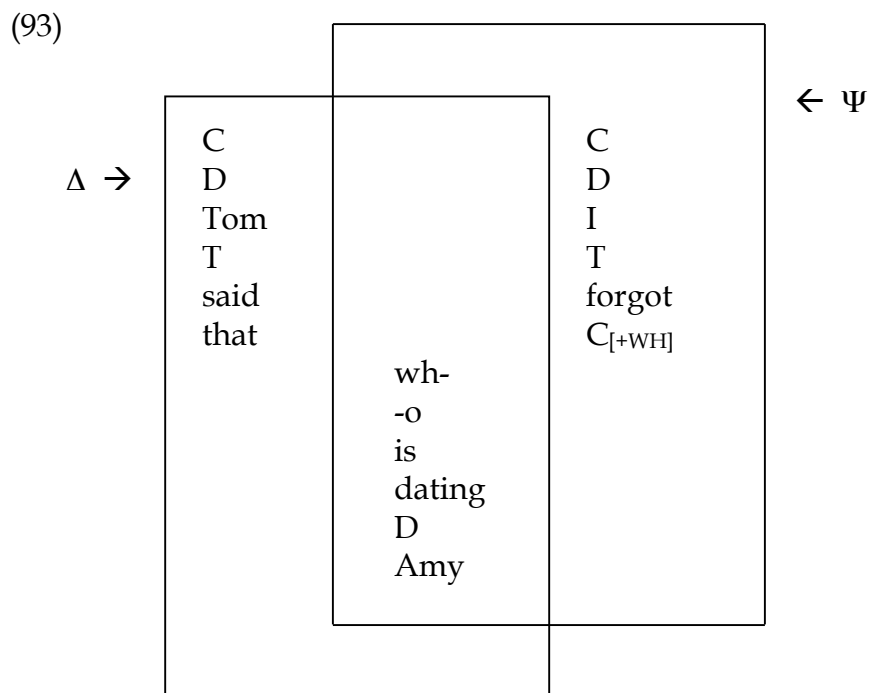 (93)
← Ψ
C C
Δ → D D
Tom I
T T
said forgot
that C[+WH]
wh-
-o
is
dating
D
Amy